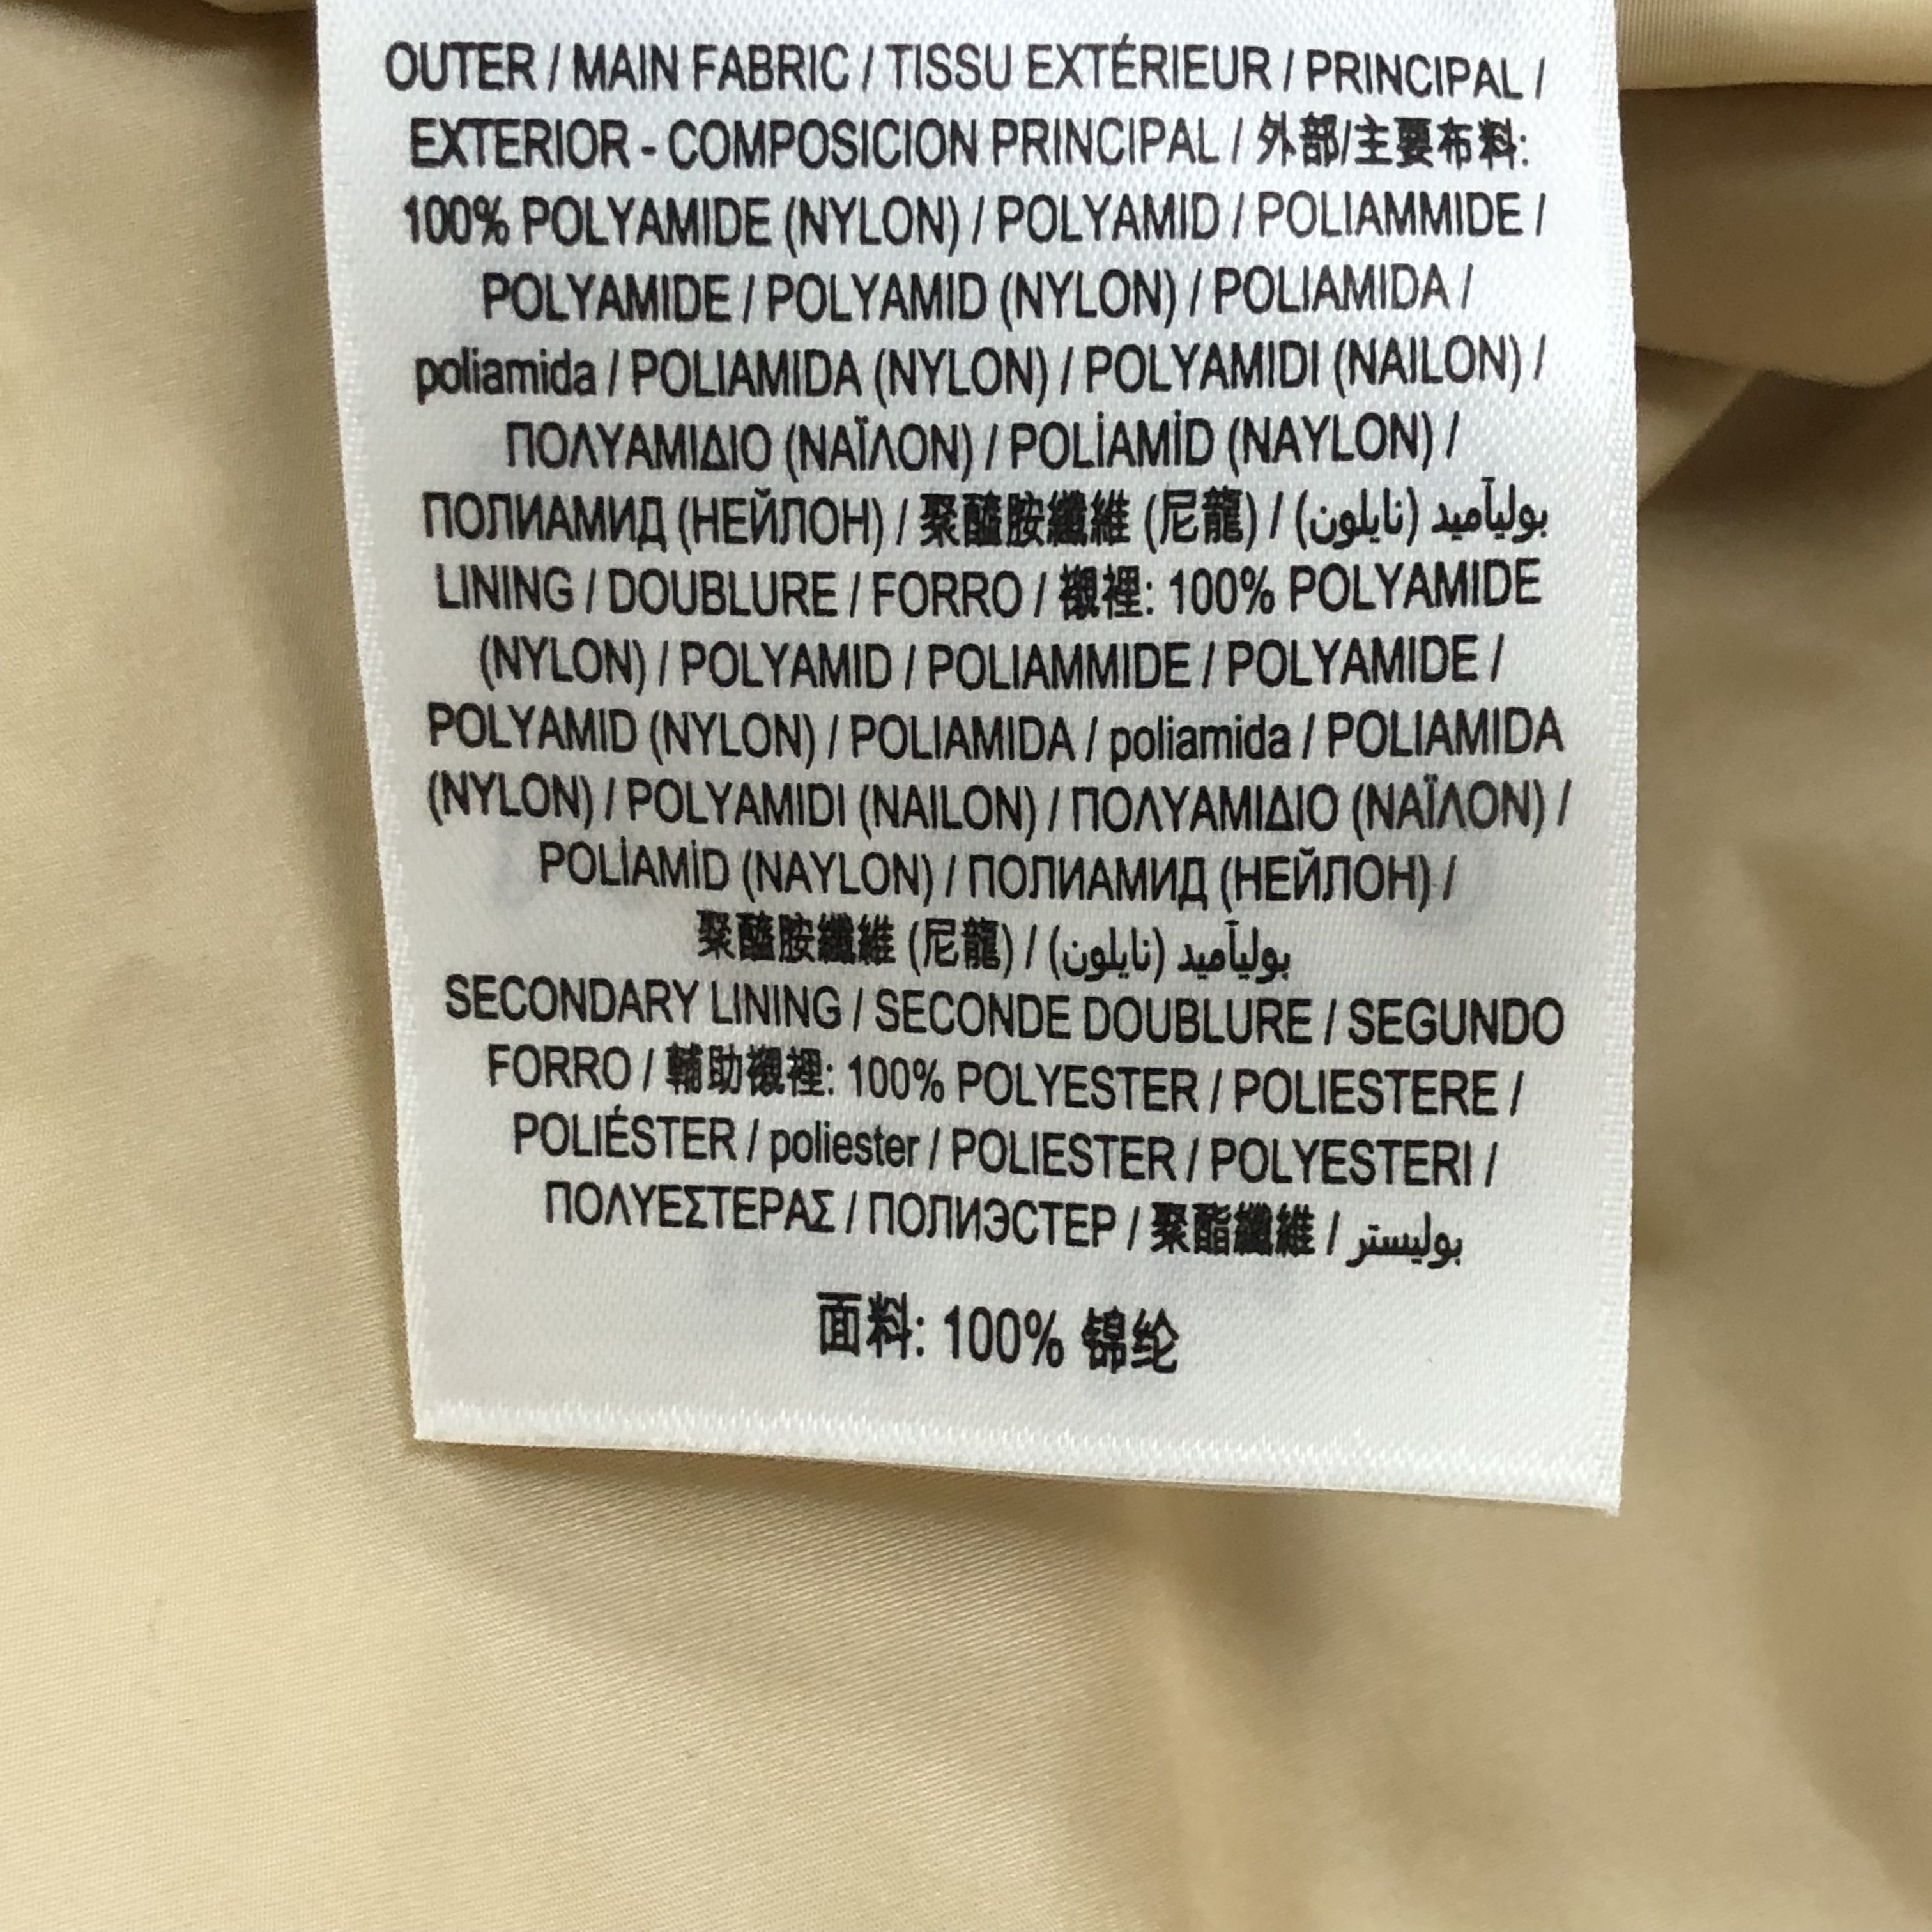 OUTER / MAIN FABRIC / TISSU EXTÉRIEUR / PRINCIPAL /
EXTERIOR - COMPOSICION PRINCIPAL / 外部/主要布料:
100% POLYAMIDE (NYLON) / POLYAMID / POLIAMMIDE /
POLYAMIDE / POLYAMID (NYLON) / POLIAMIDA /
poliamida / POLIAMIDA (NYLON) / POLYAMIDI (NAILON) /
ΠΟΛΥΑΜΙΔΙΟ (ΝΑΪΛΟΝ) / POLİAMİD (NAYLON) /
ПОЛИАМИД (НЕЙЛОН) / 聚醯胺纖維 (尼龍) / بوليآميد (نايلون)
LINING / DOUBLURE / FORRO / 襯裡: 100% POLYAMIDE
(NYLON) / POLYAMID / POLIAMMIDE / POLYAMIDE /
POLYAMID (NYLON) / POLIAMIDA / poliamida / POLIAMIDA
(NYLON) / POLYAMIDI (NAILON) / ΠΟΛΥΑΜΙΔΙΟ (ΝΑΪΛΟΝ) /
POLİAMİD (NAYLON) / ПОЛИАМИД (НЕЙЛОН) /
聚醯胺纖維 (尼龍) / بوليآميد (نايلون)
SECONDARY LINING / SECONDE DOUBLURE / SEGUNDO
FORRO / 輔助襯裡: 100% POLYESTER / POLIESTERE /
POLIÉSTER / poliester / POLIESTER / POLYESTERI /
ΠΟΛΥΕΣΤΕΡΑΣ / ПОЛИЭСТЕР / 聚酯纖維 / بوليستر
面料: 100% 锦纶